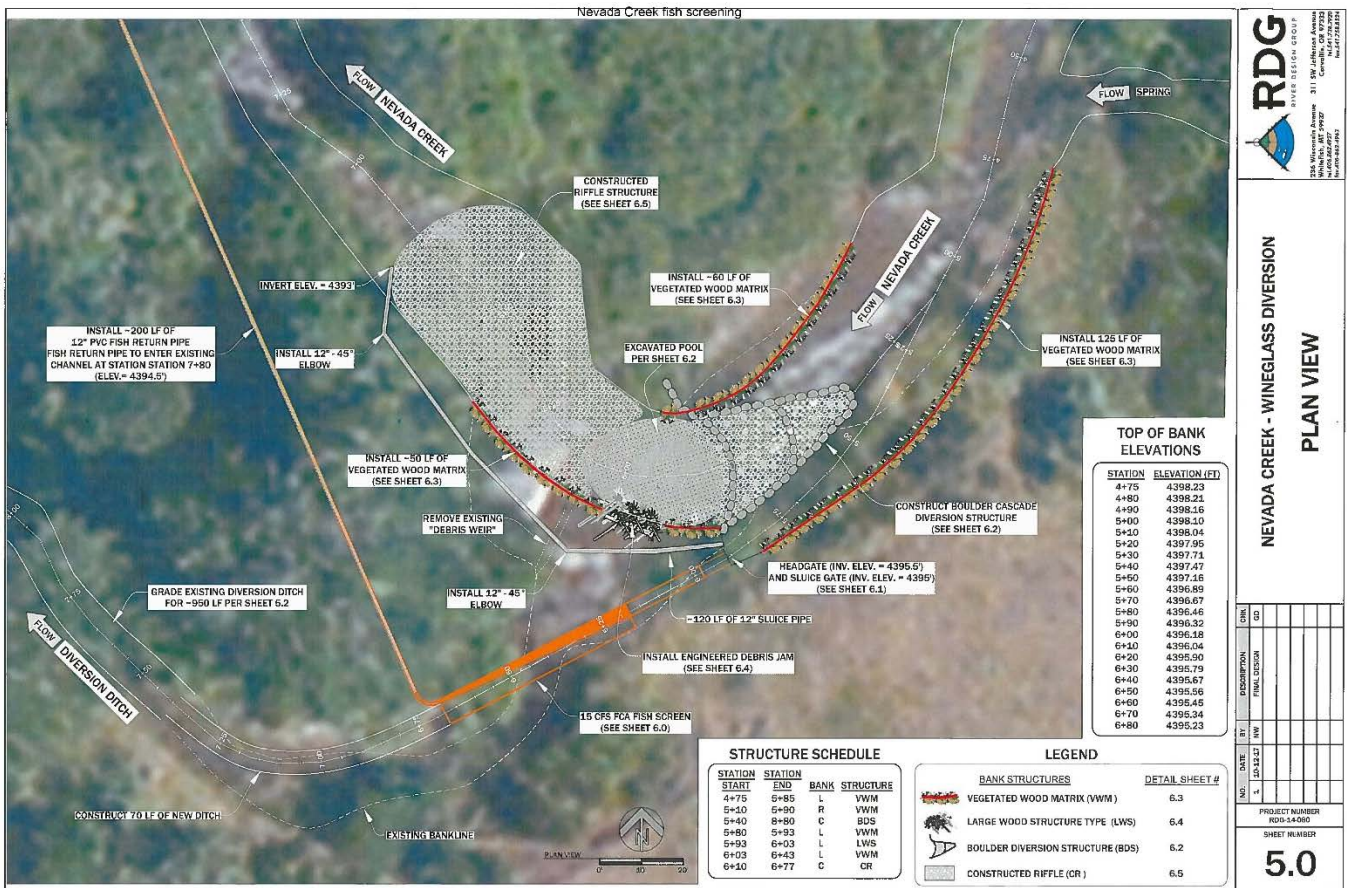 Nevada Creek fish screening
FLOW
NEVADA CREEK
FLOW
SPRING
CONSTRUCTED
RIFFLE STRUCTURE
(SEE SHEET 6.5)
FLOW
NEVADA CREEK
INSTALL ~60 LF OF
VEGETATED WOOD MATRIX
(SEE SHEET 6.3)
INVERT ELEV. = 4393'
INSTALL ~200 LF OF
12" PVC FISH RETURN PIPE
FISH RETURN PIPE TO ENTER EXISTING
CHANNEL AT STATION STATION 7+80
(ELEV.= 4394.5')
INSTALL 12" - 45°
ELBOW
EXCAVATED POOL
PER SHEET 6.2
INSTALL 125 LF OF
VEGETATED WOOD MATRIX
(SEE SHEET 6.3)
INSTALL ~50 LF OF
VEGETATED WOOD MATRIX
(SEE SHEET 6.3)
REMOVE EXISTING
"DEBRIS WEIR"
CONSTRUCT BOULDER CASCADE
DIVERSION STRUCTURE
(SEE SHEET 6.2)
HEADGATE (INV. ELEV. = 4395.5')
AND SLUICE GATE (INV. ELEV. = 4395')
(SEE SHEET 6.1)
INSTALL 12" - 45°
ELBOW
~120 LF OF 12" SLUICE PIPE
GRADE EXISTING DIVERSION DITCH
FOR ~950 LF PER SHEET 6.2
FLOW
DIVERSION DITCH
INSTALL ENGINEERED DEBRIS JAM
(SEE SHEET 6.4)
15 CFS FCA FISH SCREEN
(SEE SHEET 6.0)
CONSTRUCT 70 LF OF NEW DITCH
EXISTING BANKLINE
PLAN VIEW
N
TOP OF BANK
ELEVATIONS
STATION ELEVATION (FT)
4+75 4398.23
4+80 4398.21
4+90 4398.16
5+00 4398.10
5+10 4398.04
5+20 4397.95
5+30 4397.71
5+40 4397.47
5+50 4397.16
5+60 4396.89
5+70 4396.67
5+80 4396.46
5+90 4396.32
6+00 4396.18
6+10 4396.04
6+20 4395.90
6+30 4395.79
6+40 4395.67
6+50 4395.56
6+60 4395.45
6+70 4395.34
6+80 4395.23
STRUCTURE SCHEDULE
STATION START STATION END BANK STRUCTURE
4+75 5+85 L VWM
5+10 5+90 R VWM
5+40 8+80 C BDS
5+80 5+93 L VWM
5+93 6+03 L LWS
6+03 6+43 L VWM
6+10 6+77 C CR
LEGEND
BANK STRUCTURES DETAIL SHEET #
VEGETATED WOOD MATRIX (VWM) 6.3
LARGE WOOD STRUCTURE TYPE (LWS) 6.4
BOULDER DIVERSION STRUCTURE (BDS) 6.2
CONSTRUCTED RIFFLE (CR) 6.5
RDG
RIVER DESIGN GROUP
NEVADA CREEK - WINEGLASS DIVERSION
PLAN VIEW
NO. DATE BY DESCRIPTION CHK
1 10-12-17 NW FINAL DESIGN GD
PROJECT NUMBER
RDG-14-080
SHEET NUMBER
5.0